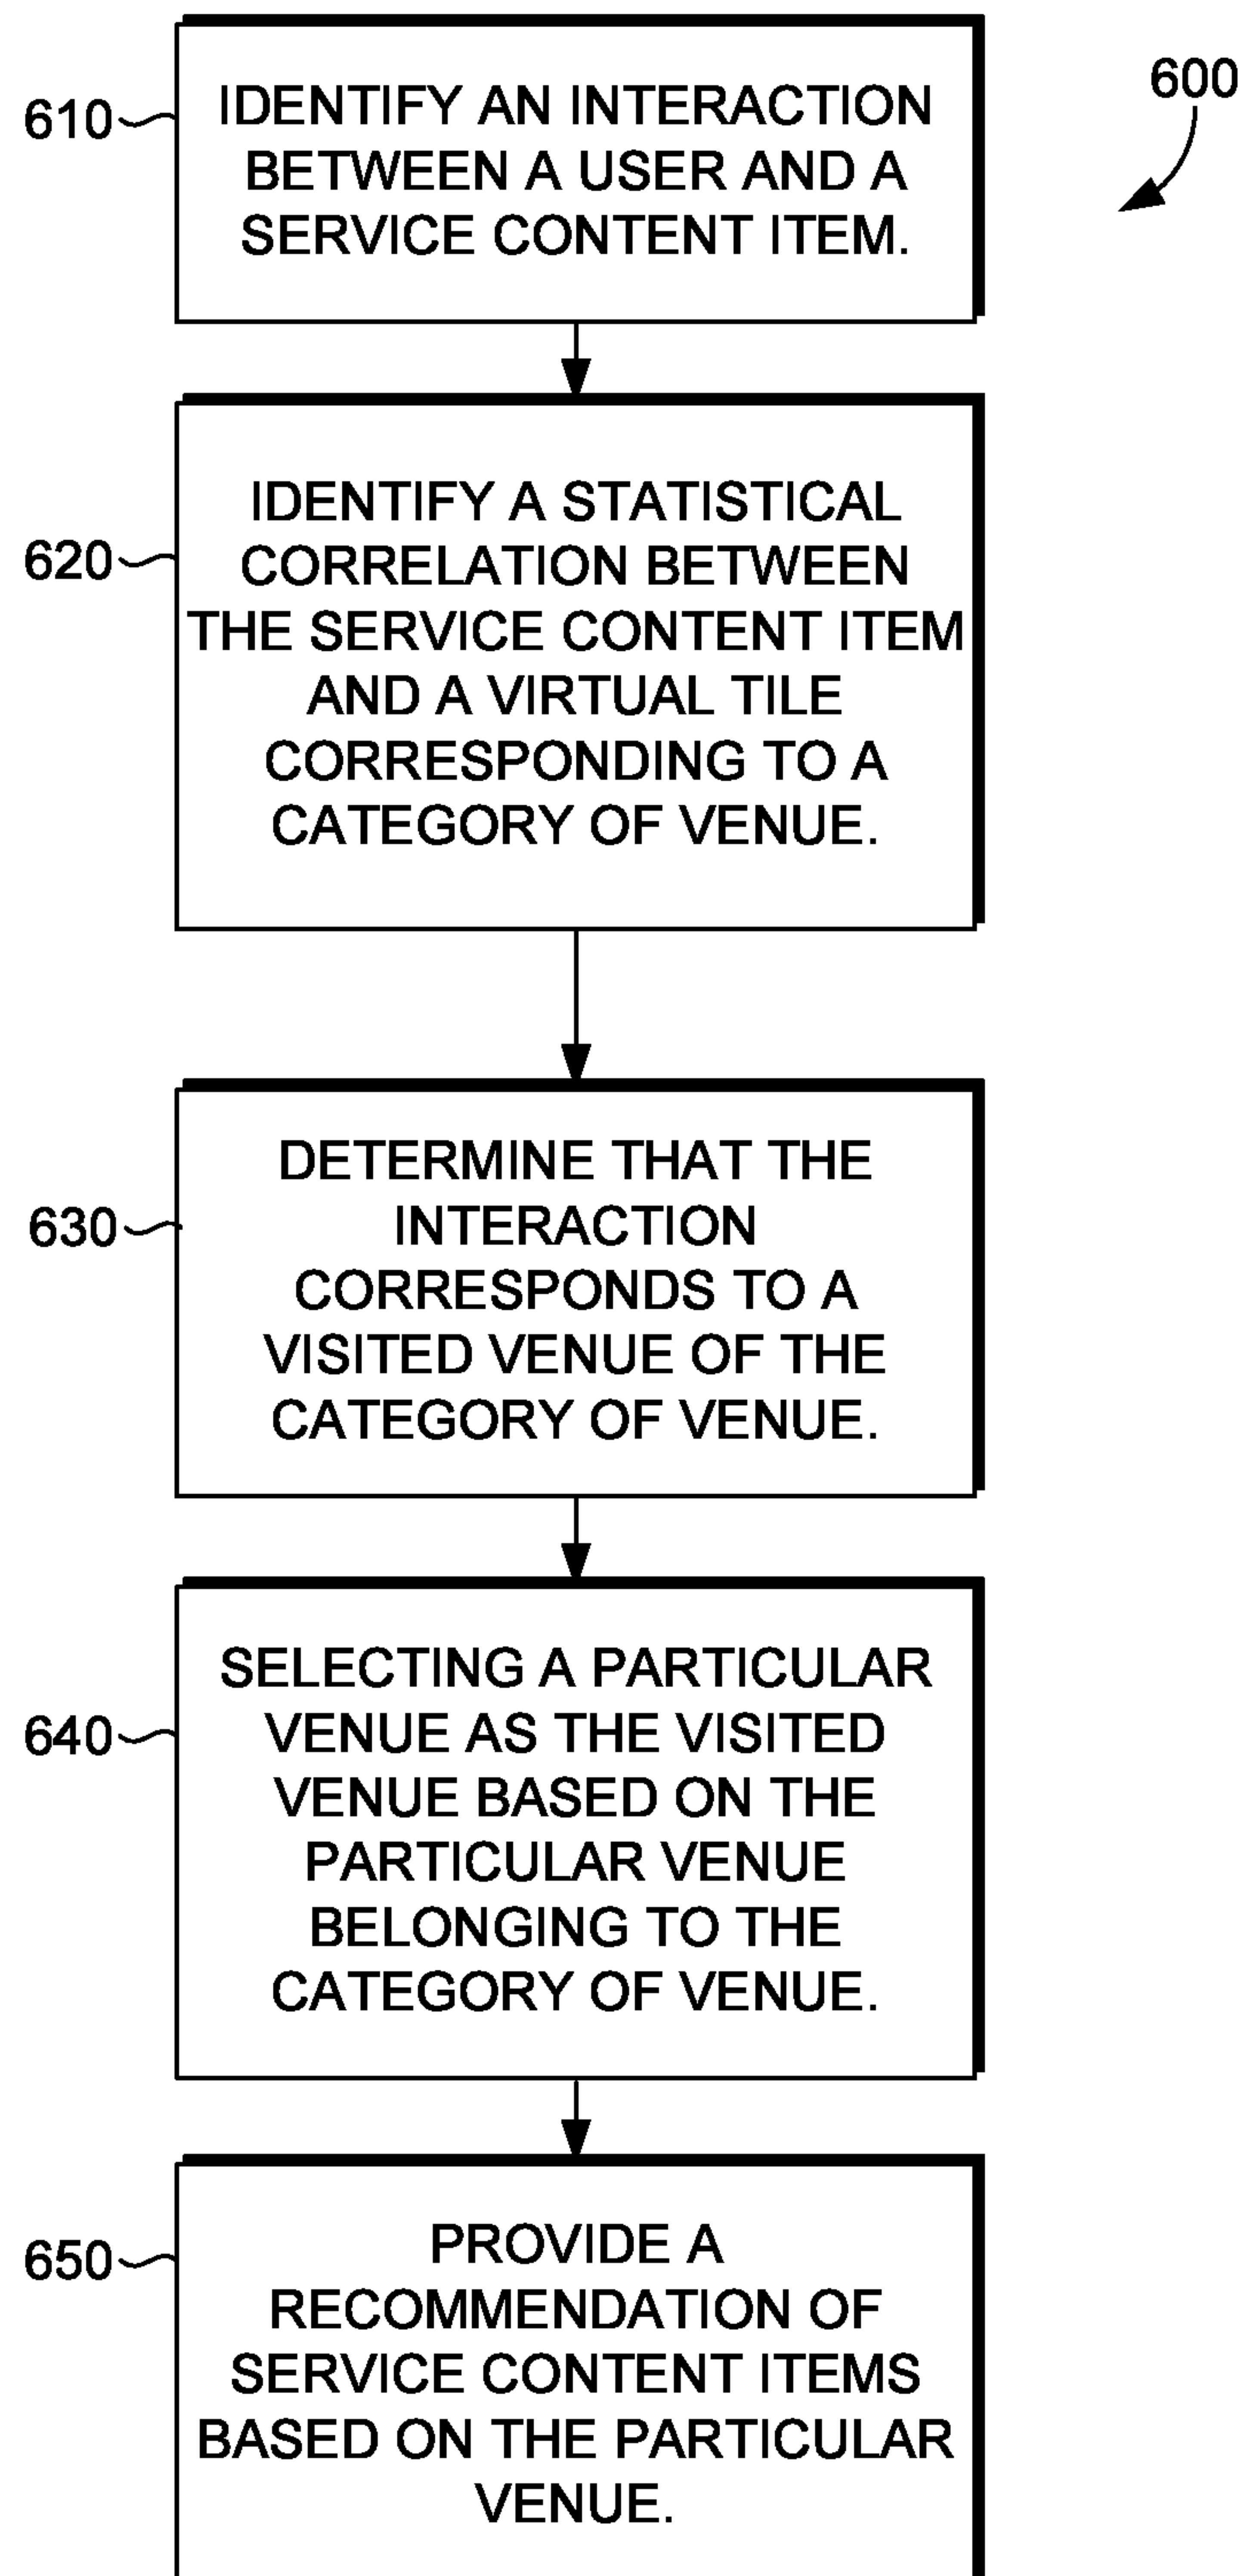 600
610
IDENTIFY AN INTERACTION
BETWEEN A USER AND A
SERVICE CONTENT ITEM.
620
IDENTIFY A STATISTICAL
CORRELATION BETWEEN
THE SERVICE CONTENT ITEM
AND A VIRTUAL TILE
CORRESPONDING TO A
CATEGORY OF VENUE.
630
DETERMINE THAT THE
INTERACTION
CORRESPONDS TO A
VISITED VENUE OF THE
CATEGORY OF VENUE.
640
SELECTING A PARTICULAR
VENUE AS THE VISITED
VENUE BASED ON THE
PARTICULAR VENUE
BELONGING TO THE
CATEGORY OF VENUE.
650
PROVIDE A
RECOMMENDATION OF
SERVICE CONTENT ITEMS
BASED ON THE PARTICULAR
VENUE.